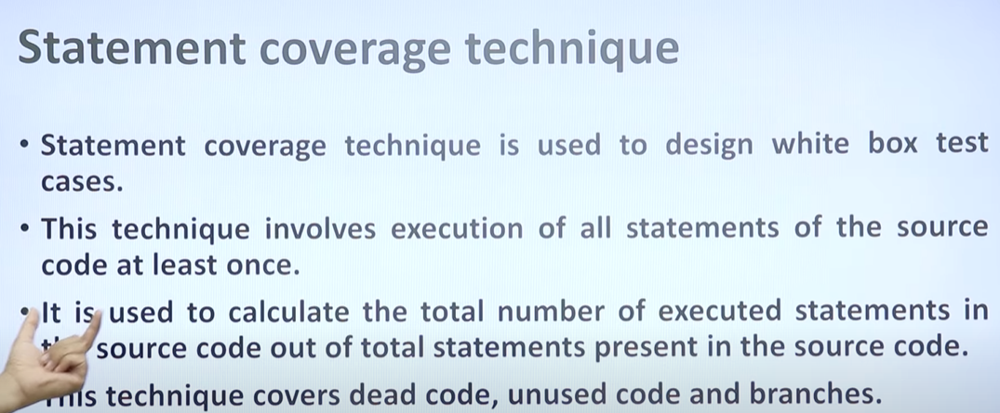 Statement coverage technique
• Statement coverage technique is used to design white box test
cases.
• This technique involves execution of all statements of the source
code at least once.
• It is used to calculate the total number of executed statements in
source code out of total statements present in the source code.
This technique covers dead code, unused code and branches.